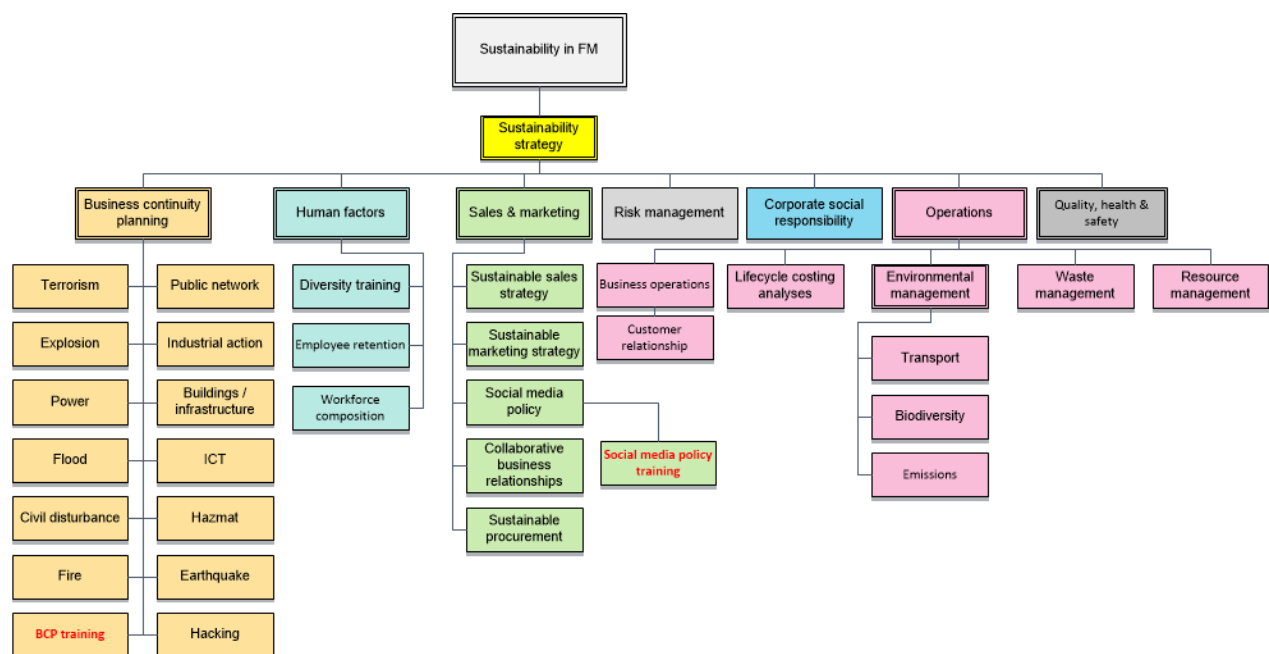 Sustainability in FM
Sustainability
strategy
Business continuity
planning
Human factors
Sales & marketing
Risk management
Corporate social
responsibility
Operations
Quality, health &
safety
Terrorism
Public network
Explosion
Industrial action
Power
Buildings /
infrastructure
Flood
ICT
Civil disturbance
Hazmat
Fire
Earthquake
BCP training
Hacking
Diversity training
Employee retention
Workforce
composition
Sustainable sales
strategy
Sustainable
marketing strategy
Social media
policy
Social media policy
training
Collaborative
business
relationships
Sustainable
procurement
Business operations
Customer
relationship
Lifecycle costing
analyses
Environmental
management
Transport
Biodiversity
Emissions
Waste
management
Resource
management